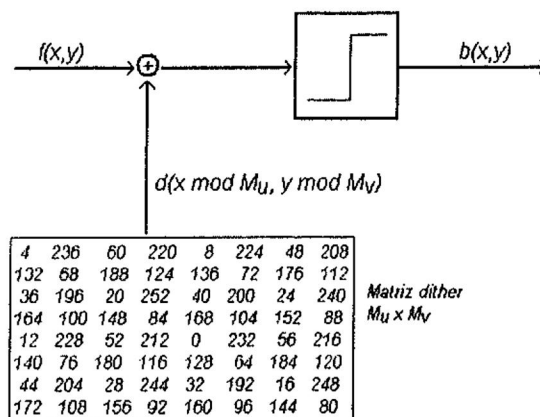 f(x,y)
+
b(x,y)
d(x mod Mu, y mod Mv)
4 236 60 220 8 224 48 208
132 68 188 124 136 72 176 112
36 196 20 252 40 200 24 240
164 100 148 84 168 104 152 88
12 228 52 212 0 232 56 216
140 76 180 116 128 64 184 120
44 204 28 244 32 192 16 248
172 108 156 92 160 96 144 80
Matriz dither
Mu x Mv